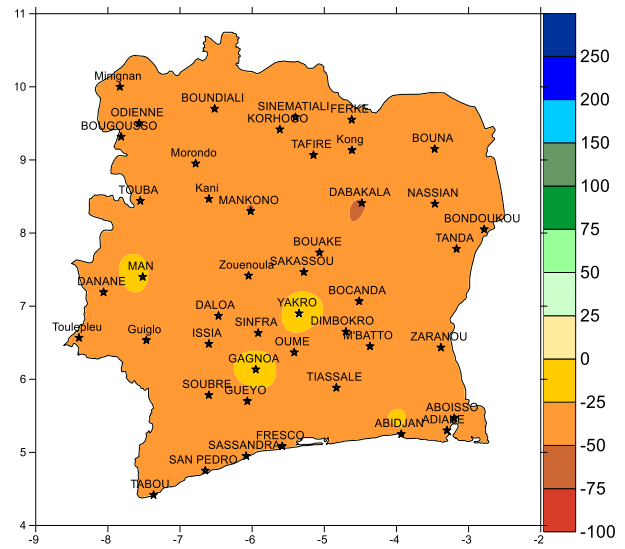 11
10
9
8
7
6
5
4
-9
-8
-7
-6
-5
-4
-3
-2
250
200
150
100
75
50
25
0
-25
-50
-75
-100
Minignan
BOUNDIALI
SINEMATIALI
FERKE
ODIENNE
KORHOGO
BOUGOUSSO
TAFIRE
Kong
BOUNA
Morondo
TOUBA
Kani
MANKONO
DABAKALA
NASSIAN
BONDOUKOU
BOUAKE
TANDA
MAN
Zouenoula
SAKASSOU
DANANE
YAKRO
BOCANDA
DALOA
Toulepleu
Guiglo
ISSIA
SINFRA
DIMBOKRO
M'BATTO
ZARANOU
OUME
GAGNOA
SOUBRE
GUEYO
TIASSALE
ABOISSO
ABIDJAN
ADIAKE
FRESCO
SASSANDRA
SAN PEDRO
TABOU